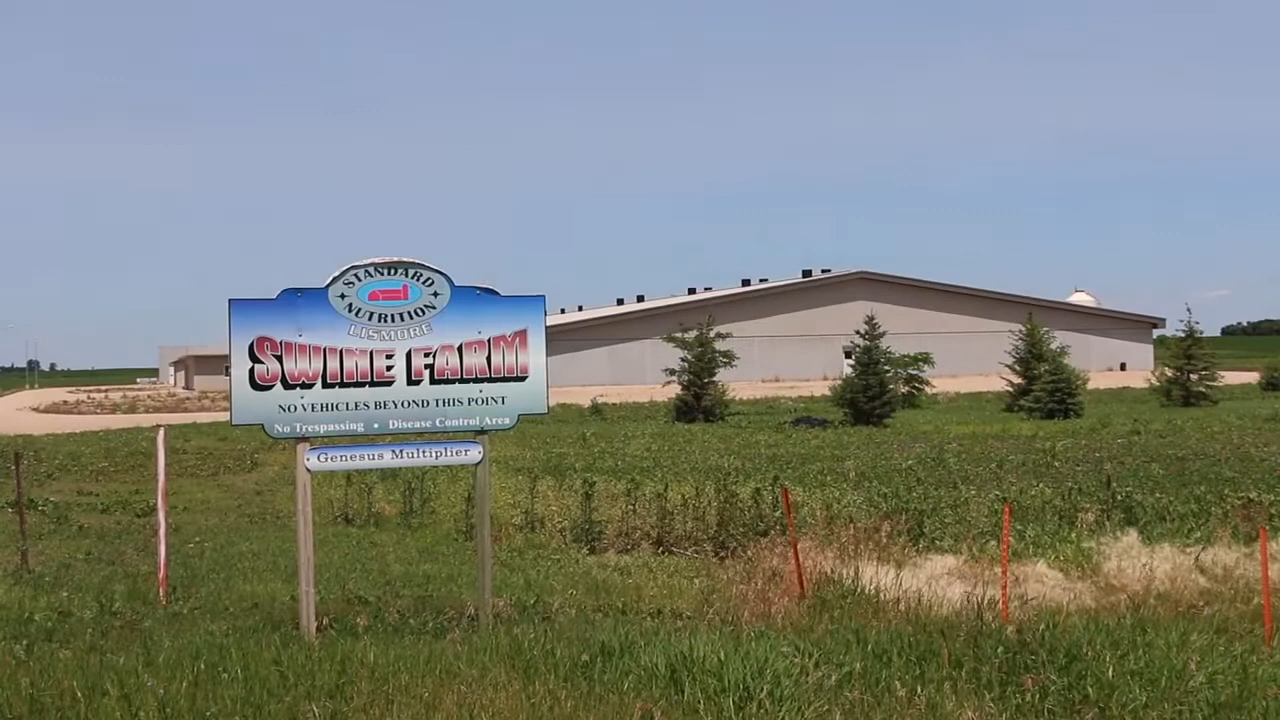 STANDARD
NUTRITION
LISMORE
SWINE FARM
NO VEHICLES BEYOND THIS POINT
No Trespassing • Disease Control Area
Genesus Multiplier